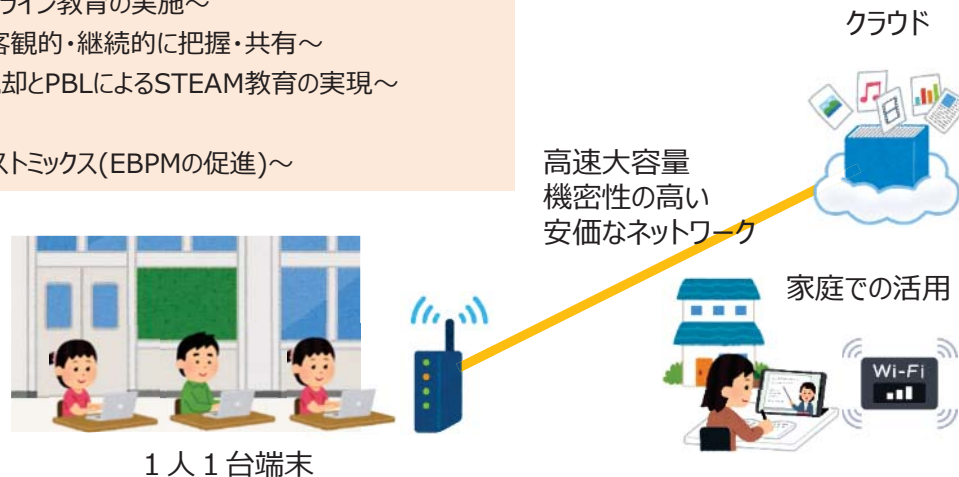 ライン教育の実施～
客観的・継続的に把握・共有～
却とPBLによるSTEAM教育の実現～
ストミックス(EBPMの促進)～
クラウド
高速大容量
機密性の高い
安価なネットワーク
家庭での活用
Wi-Fi
１人１台端末